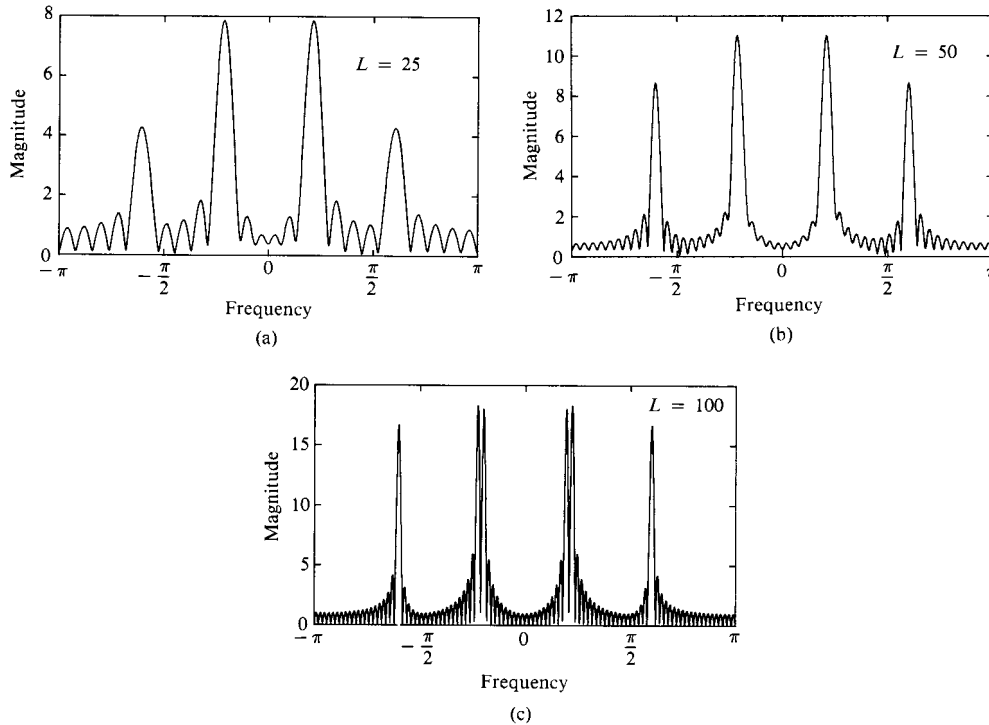 8
6
4
2
0
Magnitude
L = 25
−π
−π/2
0
π/2
π
Frequency
(a)
12
10
8
6
4
2
0
Magnitude
L = 50
−π
−π/2
0
π/2
Frequency
(b)
20
15
10
5
0
Magnitude
L = 100
−π
−π/2
0
π/2
π
Frequency
(c)